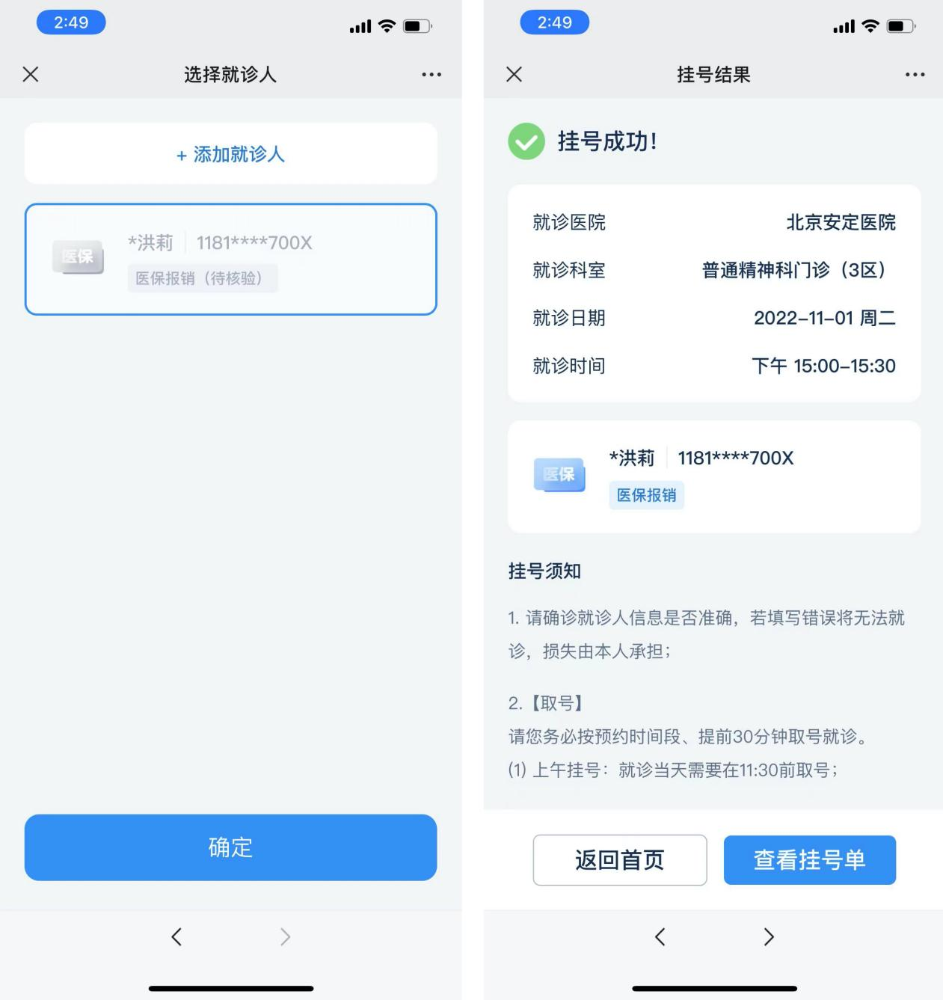 2:49
选择就诊人
+ 添加就诊人
医保
*洪莉 1181****700X
医保报销（待核验）
确定
2:49
挂号结果
挂号成功！
就诊医院 北京安定医院
就诊科室 普通精神科门诊（3区）
就诊日期 2022-11-01 周二
就诊时间 下午 15:00-15:30
医保
*洪莉 1181****700X
医保报销
挂号须知
1. 请确诊就诊人信息是否准确，若填写错误将无法就
诊，损失由本人承担；
2.【取号】
请您务必按预约时间段、提前30分钟取号就诊。
(1) 上午挂号：就诊当天需要在11:30前取号；
返回首页
查看挂号单